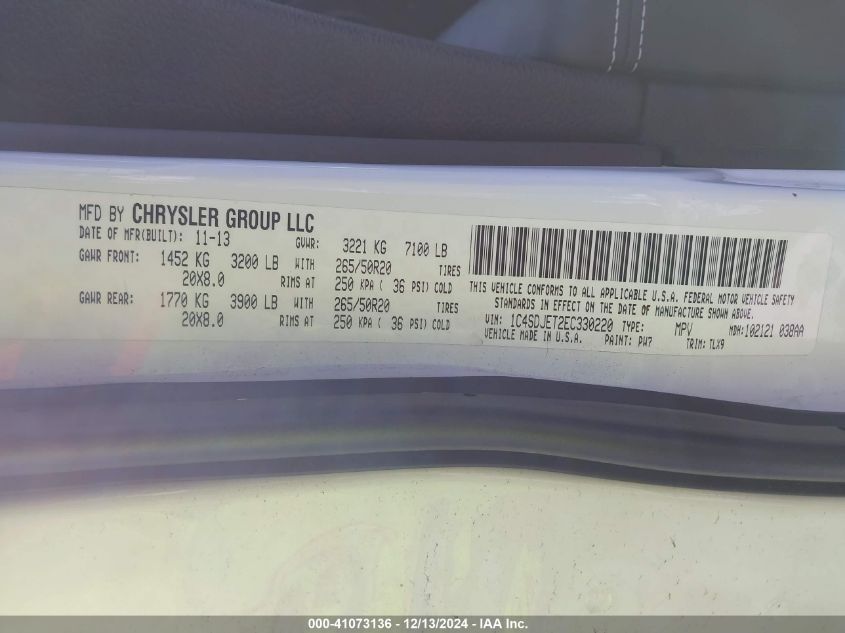 MFD BY CHRYSLER GROUP LLC
DATE OF MFR(BUILT): 11-13 GVWR: 3221 KG 7100 LB
GAWR FRONT: 1452 KG 3200 LB WITH 265/50R20 TIRES
20X8.0 RIMS AT 250 KPA ( 36 PSI) COLD
GAWR REAR: 1770 KG 3900 LB WITH 265/50R20 TIRES
20X8.0 RIMS AT 250 KPA ( 36 PSI) COLD
THIS VEHICLE CONFORMS TO ALL APPLICABLE U.S.A. FEDERAL MOTOR VEHICLE SAFETY
STANDARDS IN EFFECT ON THE DATE OF MANUFACTURE SHOWN ABOVE.
VIN: 1C4SDJET2EC330220 TYPE: MPV MDH:102121 038AA
VEHICLE MADE IN U.S.A. PAINT: PW7 TRIM: TLX9
000-41073136 - 12/13/2024 - IAA Inc.